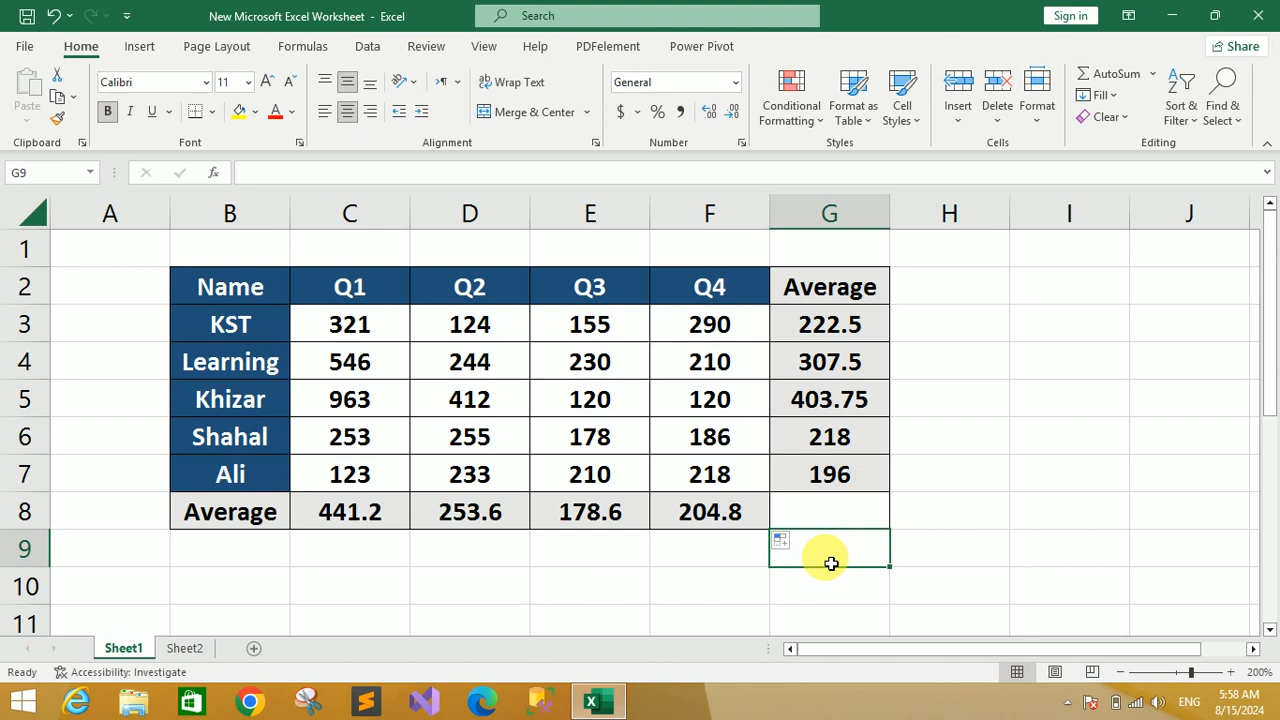 New Microsoft Excel Worksheet - Excel
Search
Sign in
File Home Insert Page Layout Formulas Data Review View Help PDFelement Power Pivot Share
Paste
Calibri 11
B I U
Wrap Text
Merge & Center
General
$ % ,
Conditional Formatting
Format as Table
Cell Styles
Insert
Delete
Format
AutoSum
Fill
Clear
Sort & Filter
Find & Select
Clipboard Font Alignment Number Styles Cells Editing
G9 fx
A B C D E F G H I J
1
2 Name Q1 Q2 Q3 Q4 Average
3 KST 321 124 155 290 222.5
4 Learning 546 244 230 210 307.5
5 Khizar 963 412 120 120 403.75
6 Shahal 253 255 178 186 218
7 Ali 123 233 210 218 196
8 Average 441.2 253.6 178.6 204.8
9
10
11
Sheet1 Sheet2
Ready Accessibility: Investigate 200%
ENG
5:58 AM
8/15/2024